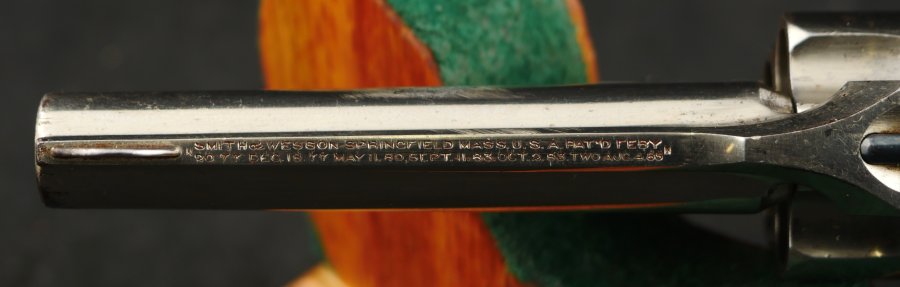 SMITH & WESSON SPRINGFIELD MASS. U.S.A. PAT'D FEBY.
20.77 DEC. 18.77 MAY 11.80. SEPT. 11.83 OCT. 2.83. TWO AUG. 4.85